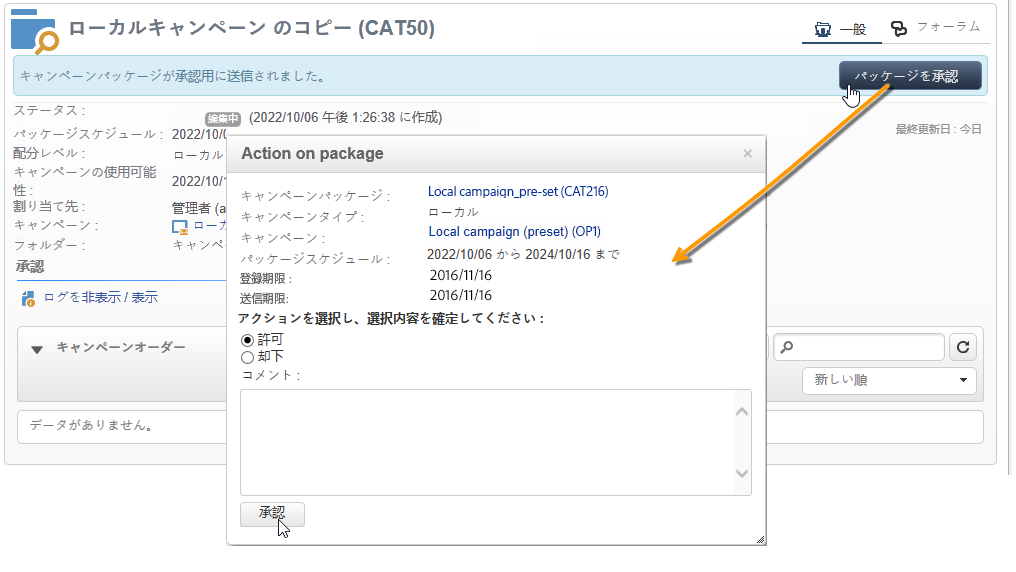 ローカルキャンペーン のコピー (CAT50)
一般
フォーラム
キャンペーンパッケージが承認用に送信されました。
パッケージを承認
ステータス :
編集中 (2022/10/06 午後 1:26:38 に作成)
パッケージスケジュール : 2022/10/0
最終更新日 : 今日
配分レベル : ローカル
キャンペーンの使用可能
性 :
2022/10/
割り当て先 : 管理者 (a
キャンペーン : ローカ
フォルダー : キャンペ
承認
ログを非表示 / 表示
キャンペーンオーダー
新しい順
データがありません。
Action on package
×
キャンペーンパッケージ : Local campaign_pre-set (CAT216)
キャンペーンタイプ : ローカル
キャンペーン : Local campaign (preset) (OP1)
パッケージスケジュール : 2022/10/06 から 2024/10/16 まで
登録期限 : 2016/11/16
送信期限: 2016/11/16
アクションを選択し、選択内容を確定してください :
許可
却下
コメント :
承認